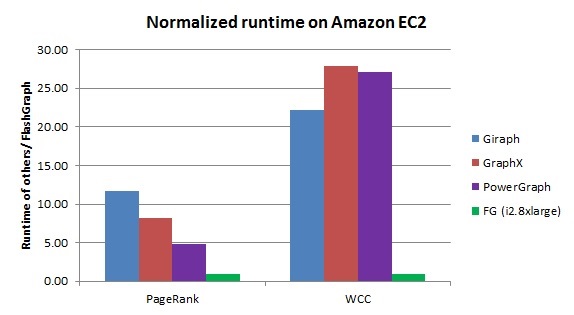 Normalized runtime on Amazon EC2
Runtime of others/ FlashGraph
30.00
25.00
20.00
15.00
10.00
5.00
0.00
PageRank
WCC
Giraph
GraphX
PowerGraph
FG (i2.8xlarge)